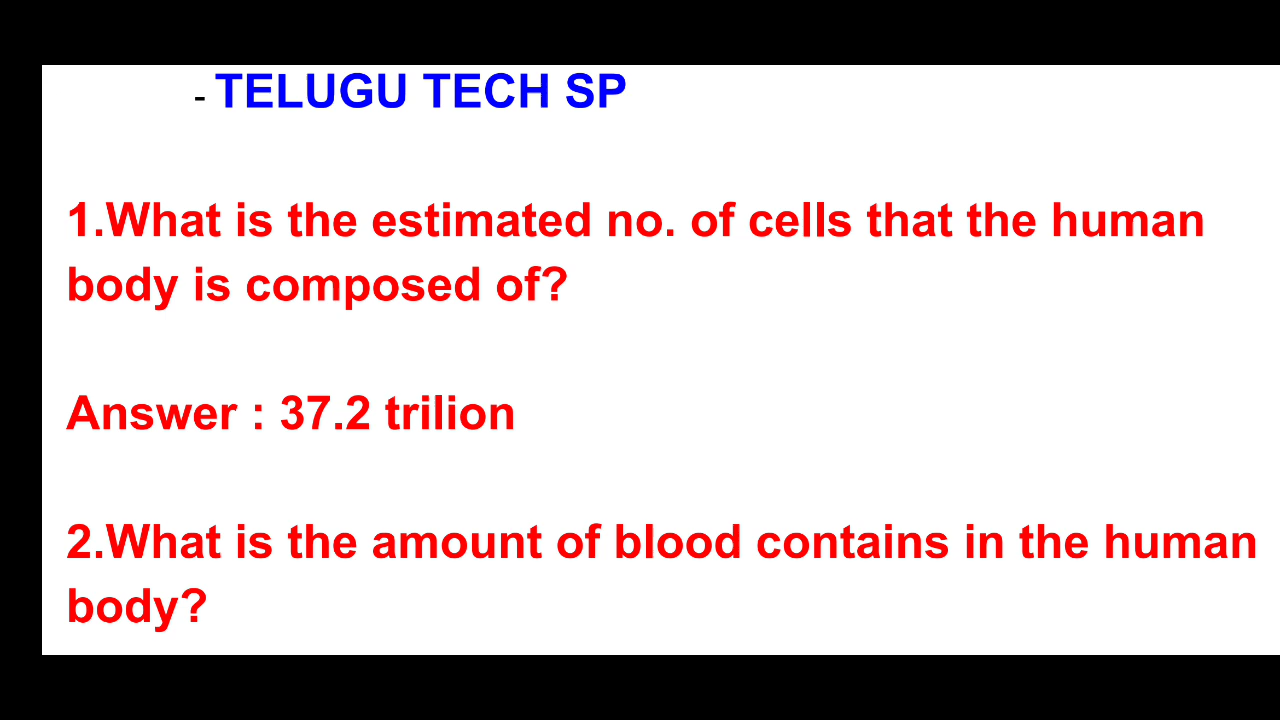 - TELUGU TECH SP
1.What is the estimated no. of cells that the human
body is composed of?
Answer : 37.2 trilion
2.What is the amount of blood contains in the human
body?